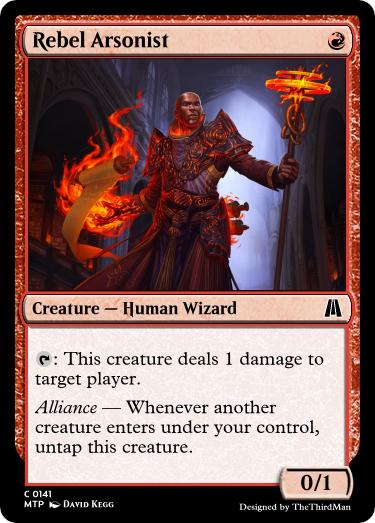 Rebel Arsonist
Creature — Human Wizard
: This creature deals 1 damage to
target player.
Alliance — Whenever another
creature enters under your control,
untap this creature.
0/1
C 0141
MTP DAVID KEGG
Designed by TheThirdMan